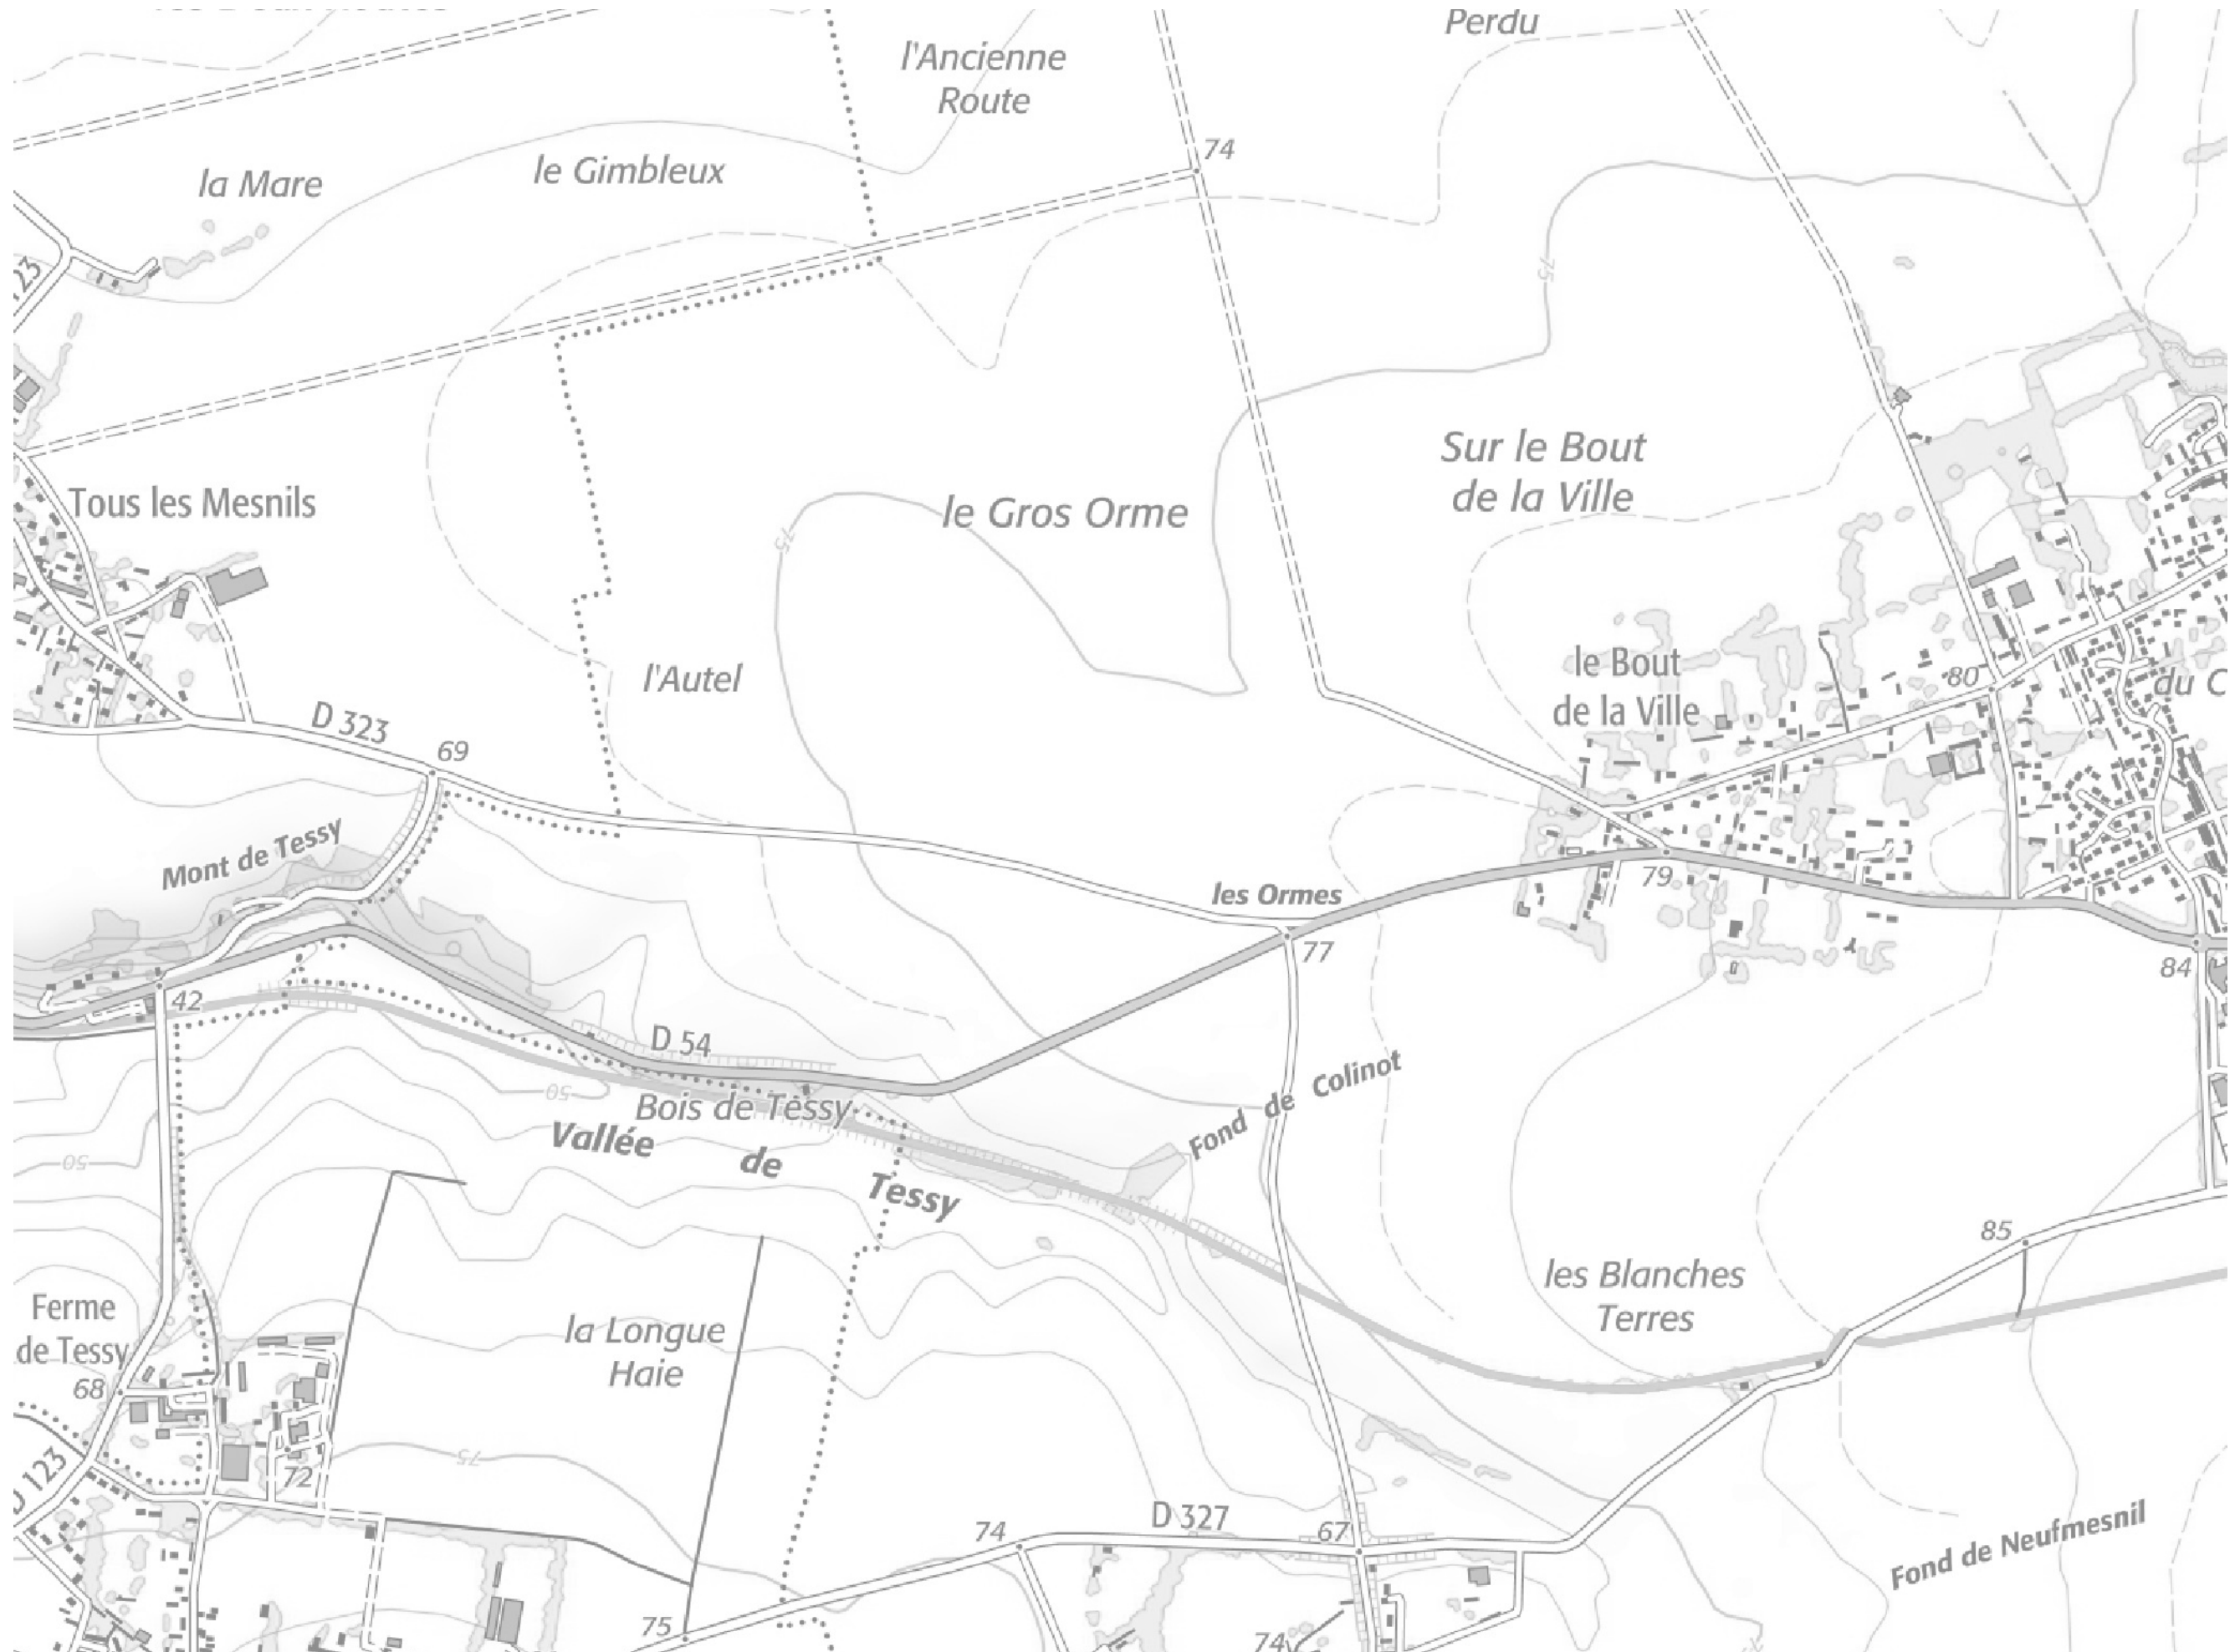 Perdu
l'Ancienne
Route
74
la Mare
le Gimbleux
23
75
Sur le Bout
de la Ville
Tous les Mesnils
le Gros Orme
75
le Bout
de la Ville
80
du C
l'Autel
D 323
69
Mont de Tessy
les Ormes
79
77
84
42
D 54
50
Bois de Tessy
Fond de Colinot
Vallée de Tessy
50
85
les Blanches
Terres
Ferme
de Tessy
la Longue
Haie
68
75
72
D 123
74
D 327
67
Fond de Neufmesnil
75
74